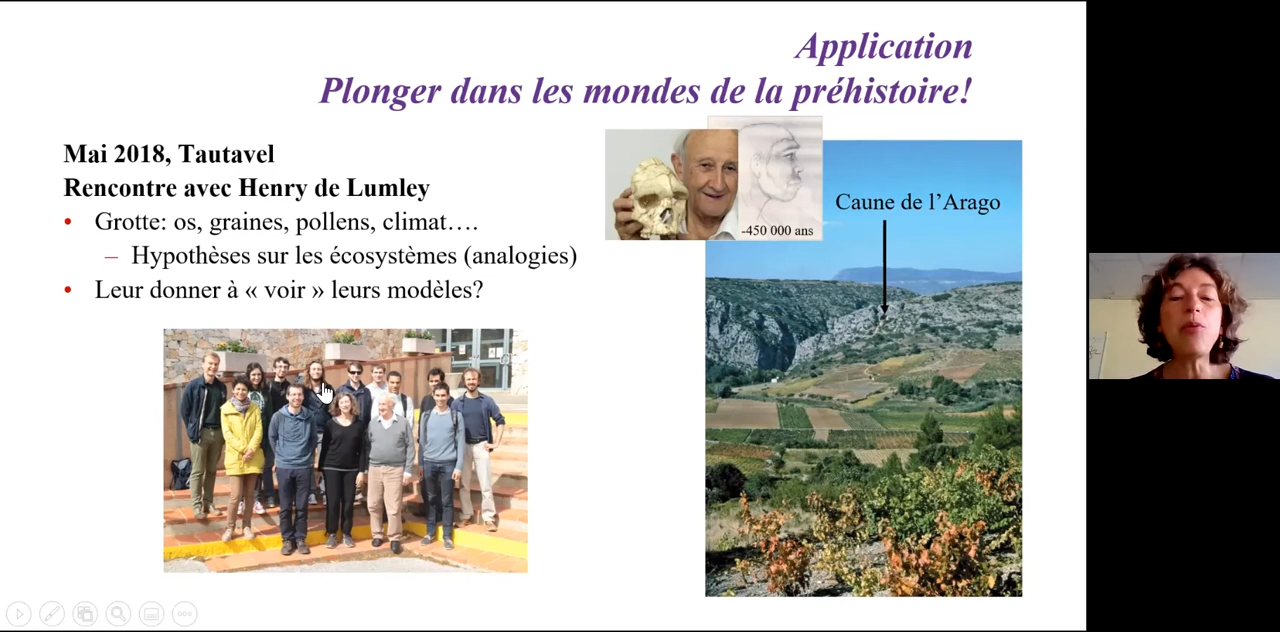 Application
Plonger dans les mondes de la préhistoire!
Mai 2018, Tautavel
Rencontre avec Henry de Lumley
• Grotte: os, graines, pollens, climat….
– Hypothèses sur les écosystèmes (analogies)
• Leur donner à « voir » leurs modèles?
-450 000 ans
Caune de l’Arago